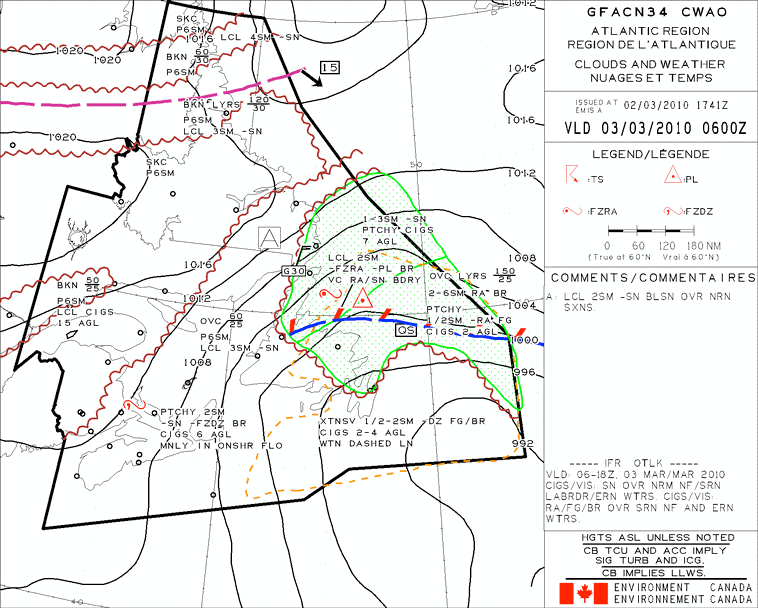 GFACN34 CWAO
ATLANTIC REGION
REGION DE L'ATLANTIQUE
CLOUDS AND WEATHER
NUAGES ET TEMPS
ISSUED AT 02/03/2010 1741Z
EMIS A
VLD 03/03/2010 0600Z
LEGEND/LÉGENDE
:TS
:PL
:FZRA
:FZDZ
0 60 120 180 NM
(True at 60°N Vrai à 60°N)
COMMENTS/COMMENTAIRES
A: LCL 2SM -SN BLSN OVR NRN
SXNS.
----- IFR OTLK -----
VLD: 06-18Z, 03 MAR/MAR 2010
CIGS/VIS: SN OVR NRM NF/SRN
LABRDR/ERN WTRS. CIGS/VIS:
RA/FG/BR OVR SRN NF AND ERN
WTRS.
HGTS ASL UNLESS NOTED
CB TCU AND ACC IMPLY
SIG TURB AND ICG.
CB IMPLIES LLWS.
ENVIRONMENT CANADA
ENVIRONNEMENT CANADA
SKC
P6SM
1016
LCL 4SM -SN
BKN 60
30
P6SM
1020
1020
15
BKN LYRS 120
30
P6SM
LCL 3SM -SN
1020
SKC
P6SM
1012
1016
1016
1012
50
1-3SM -SN
PTCHY CIGS
7 AGL
A
LCL 2SM
-FZRA -PL BR
VC RA/SN BDRY
G30
1008
OVC LYRS 150
25
2-6SM RA BR
1004
PTCHY
1/2SM -RA FG
CIGS 2 AGL
QS
1000
996
992
BKN 50
25
P6SM
LCL CIGS
15 AGL
1016
1012
OVC 60
25
P6SM
LCL 3SM -SN
1008
PTCHY 2SM
-SN -FZDZ BR
CIGS 6 AGL
MNLY IN ONSHR FLO
XTNSV 1/2-2SM -DZ FG/BR
CIGS 2-4 AGL
WTN DASHED LN
40